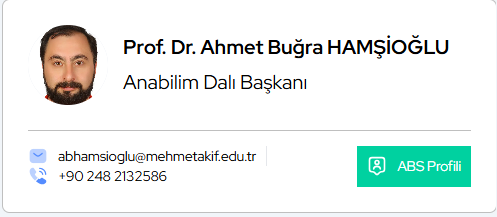 Prof. Dr. Ahmet Buğra HAMŞİOĞLU
Anabilim Dalı Başkanı
abhamsioglu@mehmetakif.edu.tr
+90 248 2132586
ABS Profili